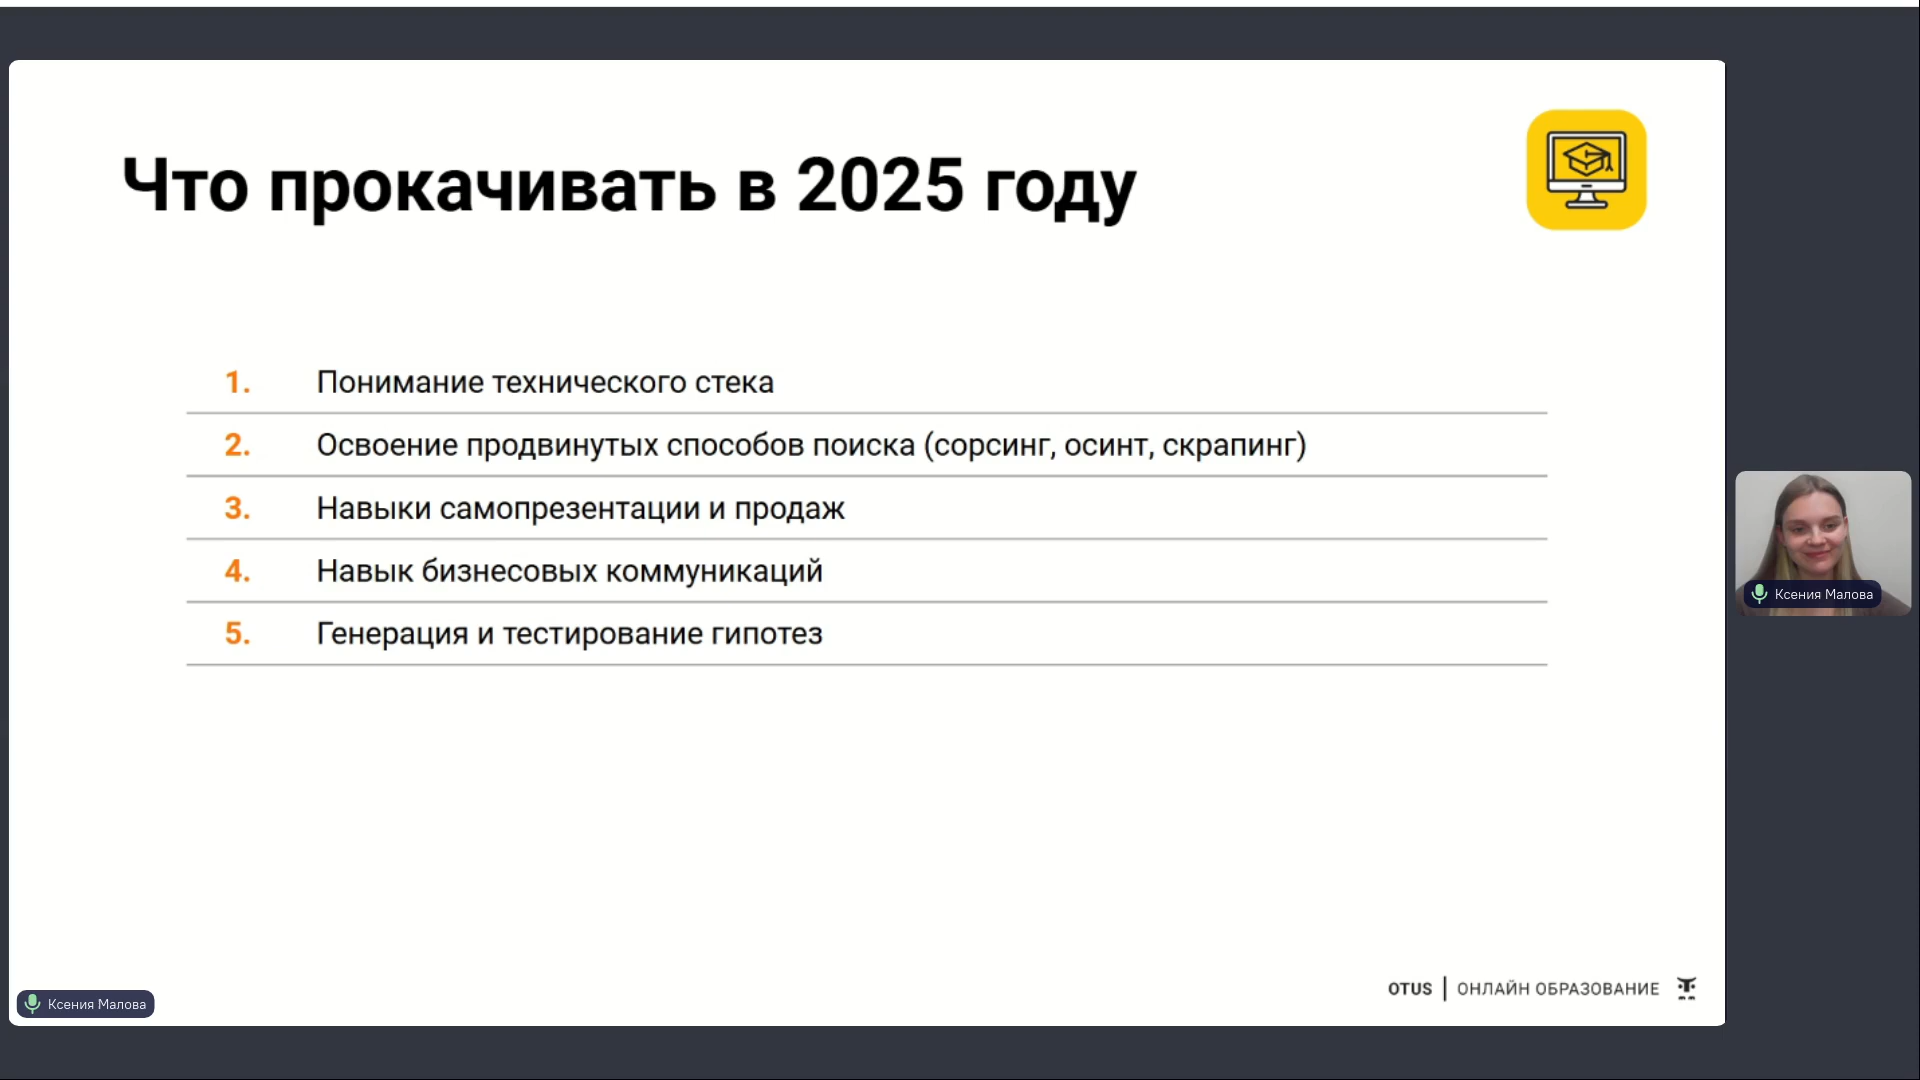 Что прокачивать в 2025 году
1. Понимание технического стека
2. Освоение продвинутых способов поиска (сорсинг, осинт, скрапинг)
3. Навыки самопрезентации и продаж
4. Навык бизнесовых коммуникаций
5. Генерация и тестирование гипотез
Ксения Малова
OTUS | ОНЛАЙН ОБРАЗОВАНИЕ
Ксения Малова